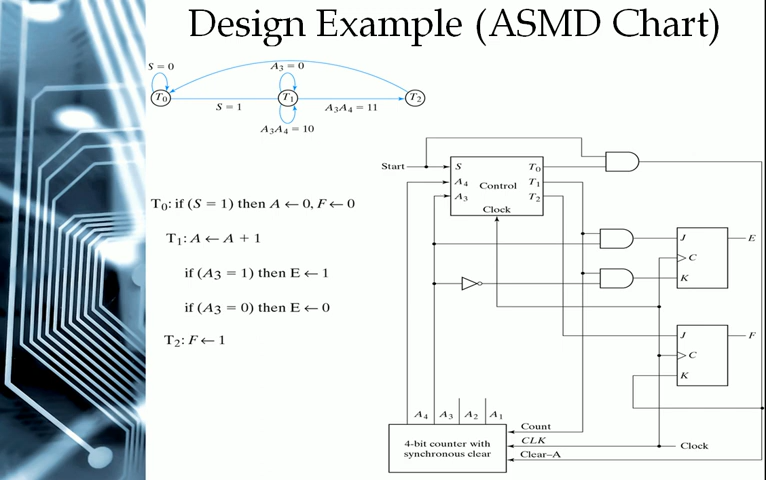 Design Example (ASMD Chart)
S = 0
A₃ = 0
T₀
T₁
T₂
S = 1
A₃A₄ = 11
A₃A₄ = 10
T₀: if (S = 1) then A ← 0, F ← 0
T₁: A ← A + 1
if (A₃ = 1) then E ← 1
if (A₃ = 0) then E ← 0
T₂: F ← 1
Start
S
T₀
A₄
Control
T₁
A₃
T₂
Clock
J
E
C
K
J
F
C
K
A₄ A₃ A₂ A₁
4-bit counter with
synchronous clear
Count
CLK
Clock
Clear–A